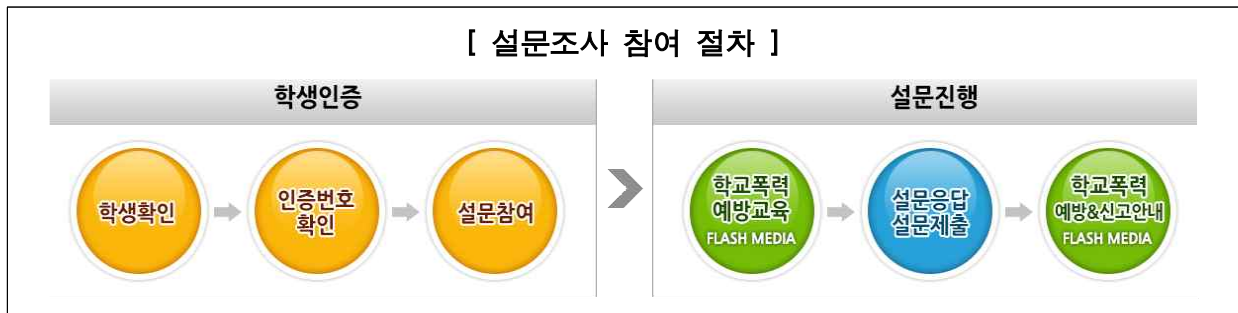 [ 설문조사 참여 절차 ]
학생인증
학생확인
인증번호
확인
설문참여
설문진행
학교폭력
예방교육
FLASH MEDIA
설문응답
설문제출
학교폭력
예방&신고안내
FLASH MEDIA